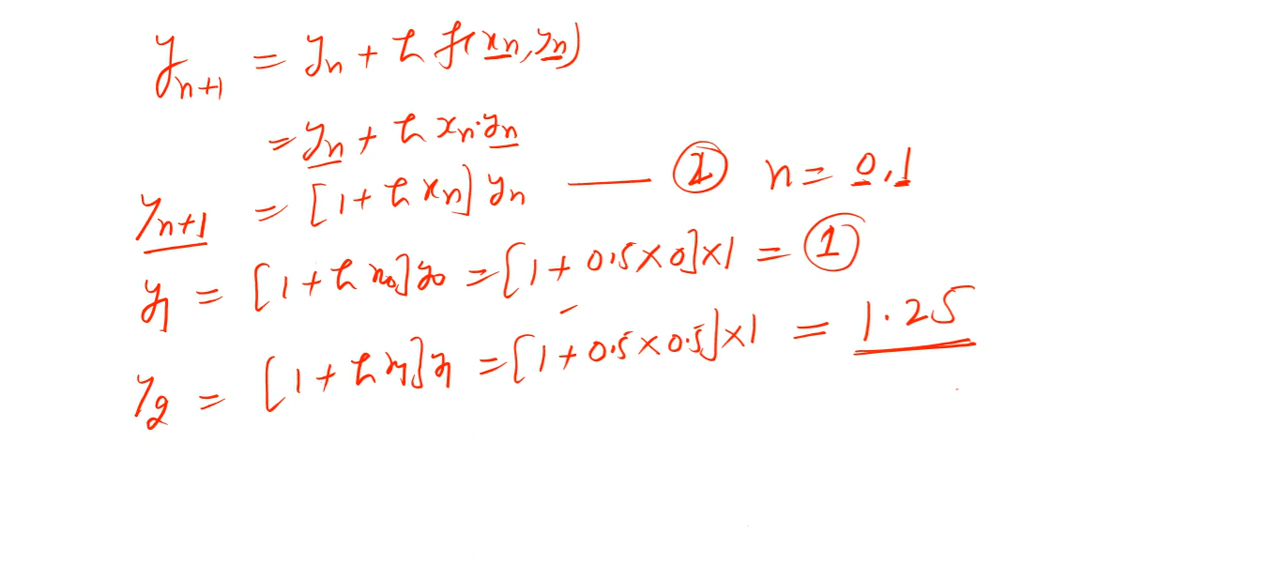 y_{n+1} = y_n + h f(x_n, y_n)
= y_n + h x_n · y_n
y_{n+1} = [1 + h x_n] y_n — ② n = 0, 1
y_1 = [1 + h x_0] y_0 = [1 + 0.5 × 0] × 1 = ①
y_2 = [1 + h x_1] y_1 = [1 + 0.5 × 0.5] × 1 = 1.25